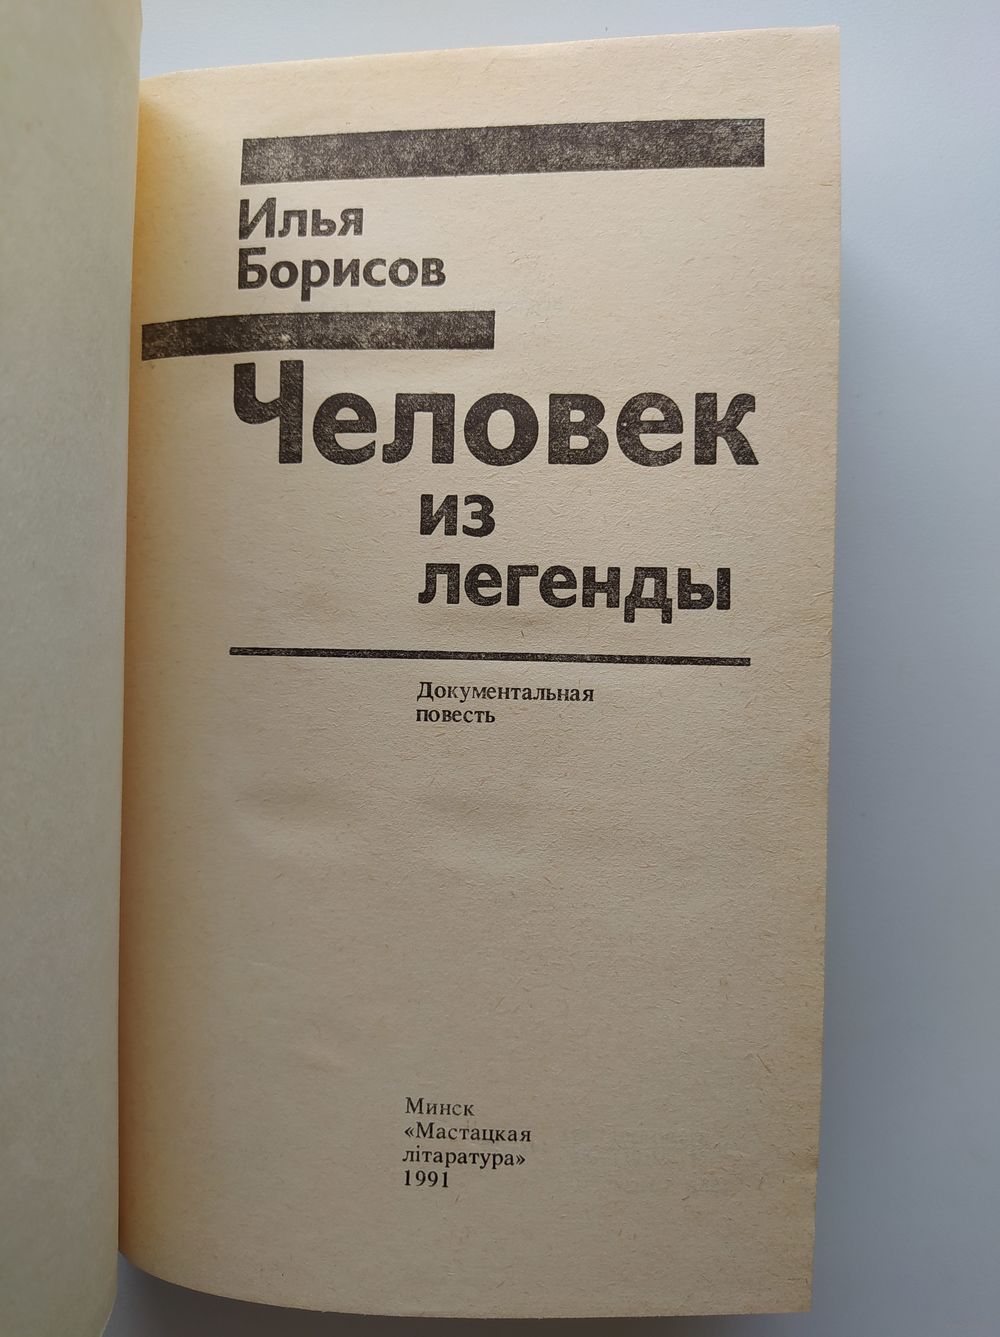 Илья
Борисов
Человек
из
легенды
Документальная
повесть
Минск
«Мастацкая
літаратура»
1991